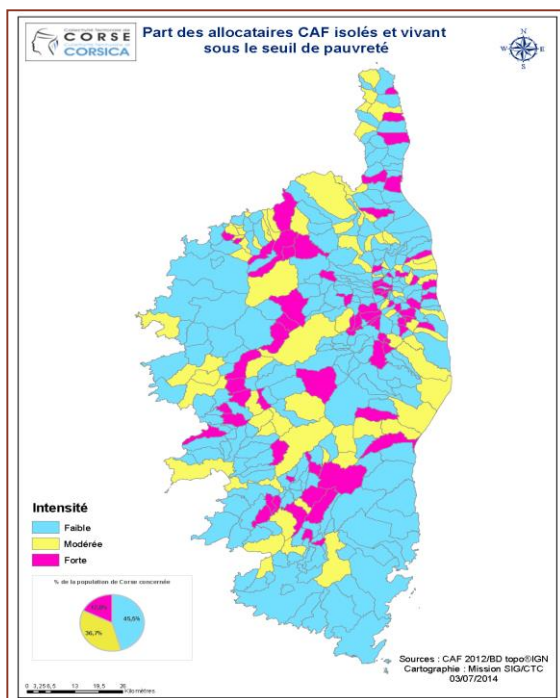 CORSE
CORSICA
Part des allocataires CAF isolés et vivant
sous le seuil de pauvreté
N
W
E
S
Intensité
Faible
Modérée
Forte
% de la population de Corse concernée
45,5%
36,7%
Kilomètres
Sources : CAF 2012/BD topo®IGN
Cartographie : Mission SIG/CTC
03/07/2014